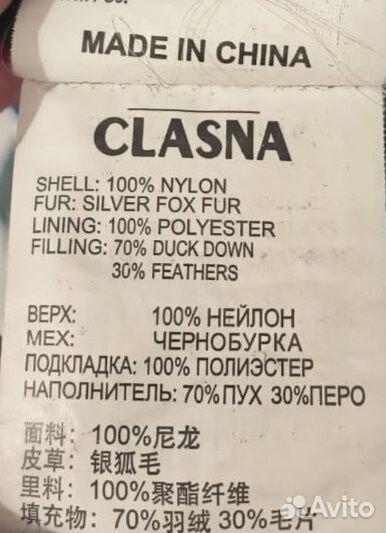 MADE IN CHINA
CLASNA
SHELL: 100% NYLON
FUR: SILVER FOX FUR
LINING: 100% POLYESTER
FILLING: 70% DUCK DOWN
30% FEATHERS
ВЕРХ: 100% НЕЙЛОН
МЕХ: ЧЕРНОБУРКА
ПОДКЛАДКА: 100% ПОЛИЭСТЕР
НАПОЛНИТЕЛЬ: 70% ПУХ 30%ПЕРО
面料：100%尼龙
皮草：银狐毛
里料：100%聚酯纤维
填充物：70%羽绒 30%毛片
Avito